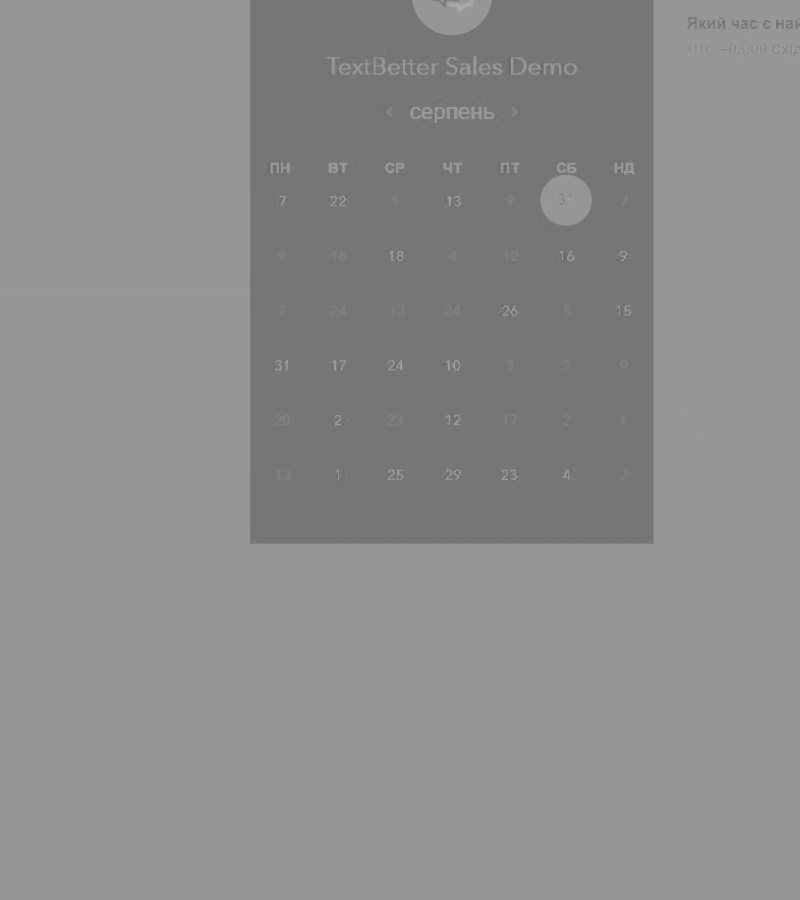 Який час є най
UTC +03:00 Схід
TextBetter Sales Demo
‹ серпень ›
ПН ВТ СР ЧТ ПТ СБ НД
7 22 1 13 9 31 7
9 18 18 4 12 16 9
7 24 13 24 26 5 15
31 17 24 10 3 2 9
20 2 23 12 17 2 1
13 1 25 29 23 4 7